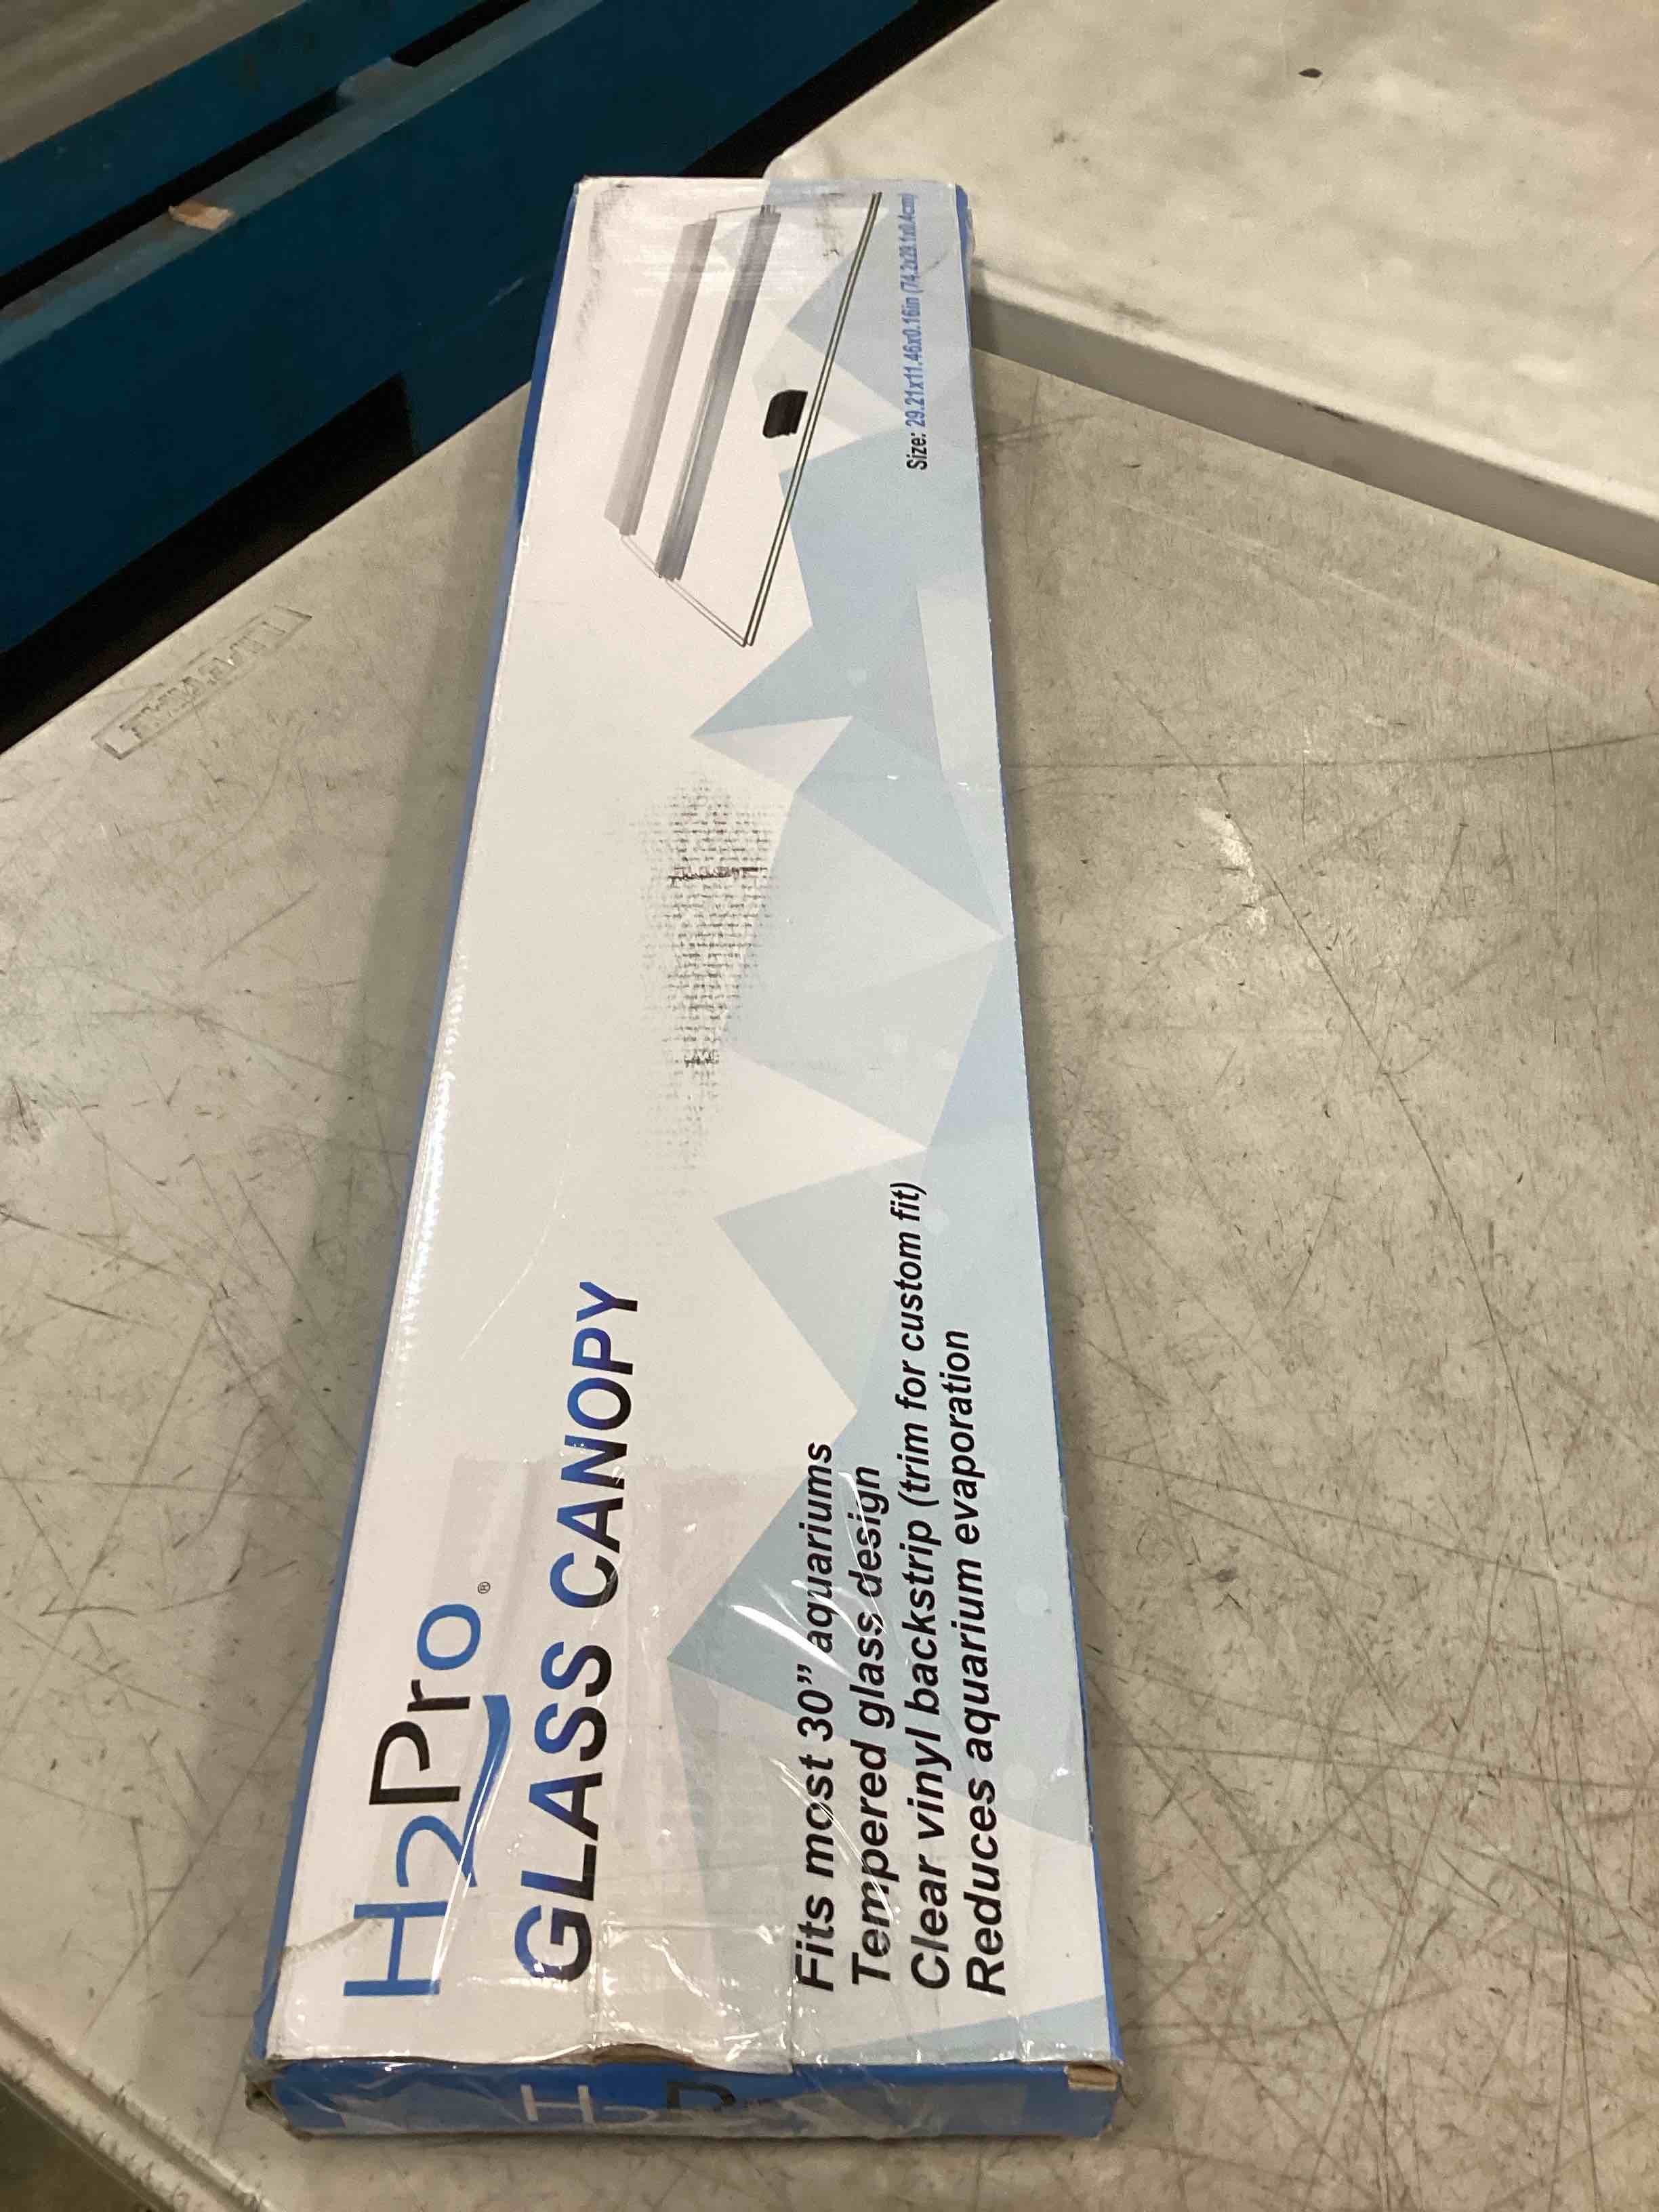 H2Pro®
GLASS CANOPY
Fits most 30” aquariums
Tempered glass design
Clear vinyl backstrip (trim for custom fit)
Reduces aquarium evaporation
Size: 29.21x11.46x0.16in (74.2x29.1x0.4cm)
LIFETIME